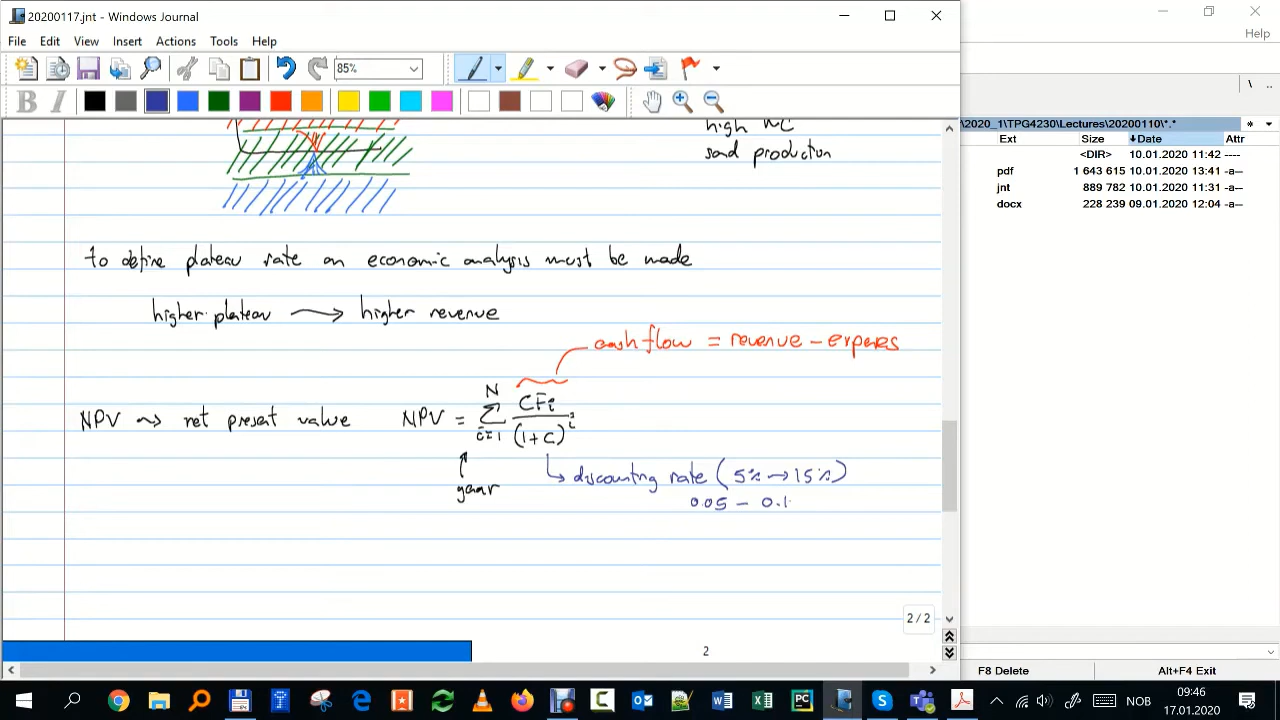 20200117.jnt - Windows Journal
Help
File Edit View Insert Actions Tools Help
85%
B I
\2020_1\TPG4230\Lectures\20200110\*.* * 
Ext Size Date Attr
<DIR> 10.01.2020 11:42 ----
pdf 1 643 615 10.01.2020 13:41 -a--
jnt 889 782 10.01.2020 11:31 -a--
docx 228 239 09.01.2020 12:04 -a--
high WC
sand production
to define plateau rate an economic analysis must be made
higher plateau → higher revenue
cash flow = revenue - expenses
NPV ~> net present value NPV = N Σ i=1 CFi / (1+c)^i
year
discounting rate (5% → 15%)
0.05 - 0.1
2 / 2
2
F8 Delete Alt+F4 Exit
NOB
09:46
17.01.2020